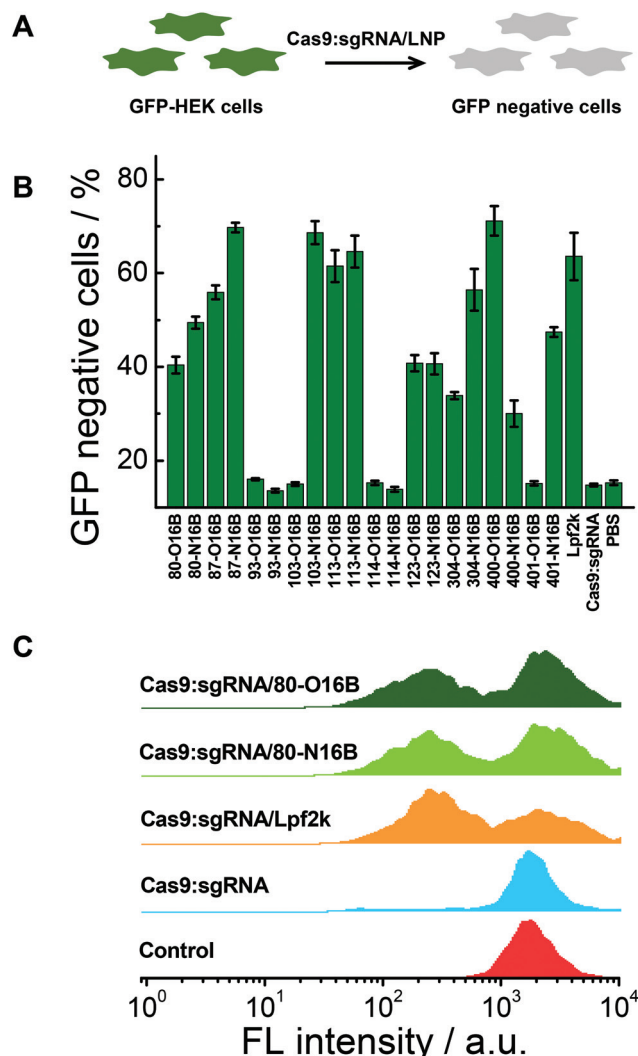 A
Cas9:sgRNA/LNP
GFP-HEK cells
GFP negative cells
B
GFP negative cells / %
80
60
40
20
80-O16B
80-N16B
87-O16B
87-N16B
93-O16B
93-N16B
103-O16B
103-N16B
113-O16B
113-N16B
114-O16B
114-N16B
123-O16B
123-N16B
304-O16B
304-N16B
400-O16B
400-N16B
401-O16B
401-N16B
Lpf2k
Cas9:sgRNA
PBS
C
Cas9:sgRNA/80-O16B
Cas9:sgRNA/80-N16B
Cas9:sgRNA/Lpf2k
Cas9:sgRNA
Control
10⁰ 10¹ 10² 10³ 10⁴
FL intensity / a.u.